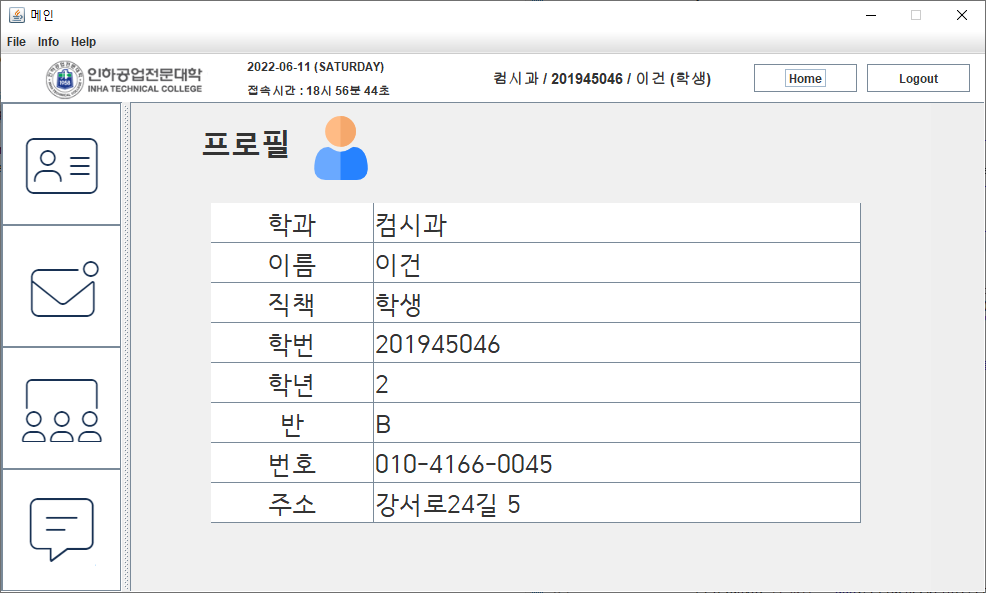 메인
File Info Help
인하공업전문대학
INHA TECHNICAL COLLEGE
2022-06-11 (SATURDAY)
접속시간 : 18시 56분 44초
컴시과 / 201945046 / 이건 (학생)
Home
Logout
프로필
학과 컴시과
이름 이건
직책 학생
학번 201945046
학년 2
반 B
번호 010-4166-0045
주소 강서로24길 5